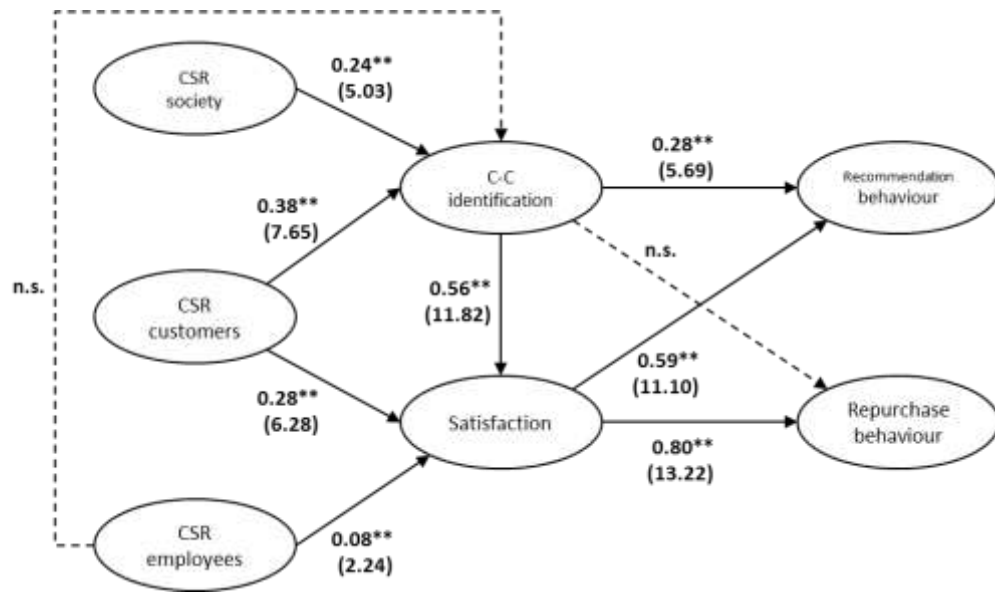 CSR
society
0.24**
(5.03)
C-C
identification
0.28**
(5.69)
Recommendation
behaviour
0.38**
(7.65)
n.s.
n.s.
CSR
customers
0.56**
(11.82)
0.28**
(6.28)
Satisfaction
0.59**
(11.10)
Repurchase
behaviour
0.80**
(13.22)
CSR
employees
0.08**
(2.24)